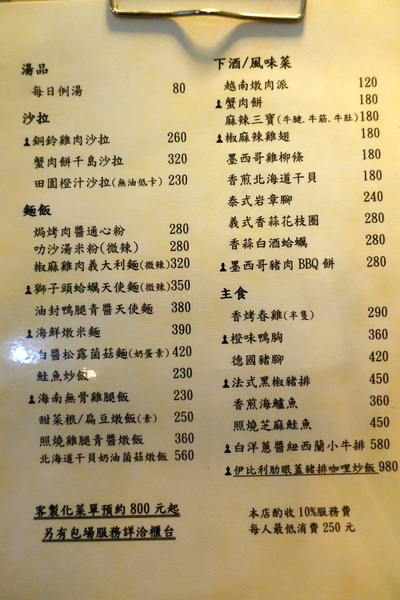 湯品
每日例湯 80
沙拉
銅鈴雞肉沙拉 260
蟹肉餅千島沙拉 320
田園橙汁沙拉(無油低卡) 230
麵飯
焗烤肉醬通心粉 280
叻沙湯米粉(微辣) 280
椒麻雞肉義大利麵(微辣) 320
獅子頭蛤蠣天使麵(微辣) 350
油封鴨腿青醬天使麵 380
海鮮燉米麵 390
白醬松露菌菇麵(奶蛋素) 420
鮭魚炒飯 230
海南無骨雞腿飯 230
甜菜根/扁豆燉飯(素) 250
照燒雞腿青醬燉飯 360
北海道干貝奶油菌菇燉飯 560
客製化菜單預約800元起
另有包場服務詳洽櫃台
下酒/風味菜
越南燉肉派 120
蟹肉餅 180
麻辣三寶(牛腱.牛筋.牛肚) 180
椒麻辣雞翅 180
墨西哥雞柳條 180
香煎北海道干貝 180
泰式岩章腳 240
義式香蒜花枝圈 280
香蒜白酒蛤蠣 280
墨西哥豬肉BBQ餅 280
主食
香烤春雞(半隻) 290
橙味鴨胸 360
德國豬腳 420
法式黑椒豬排 450
香煎海鱸魚 360
照燒芝麻鮭魚 450
白洋蔥醬紐西蘭小牛排 580
伊比利肋眼蓋豬排咖哩炒飯 980
本店酌收10%服務費
每人最低消費250元